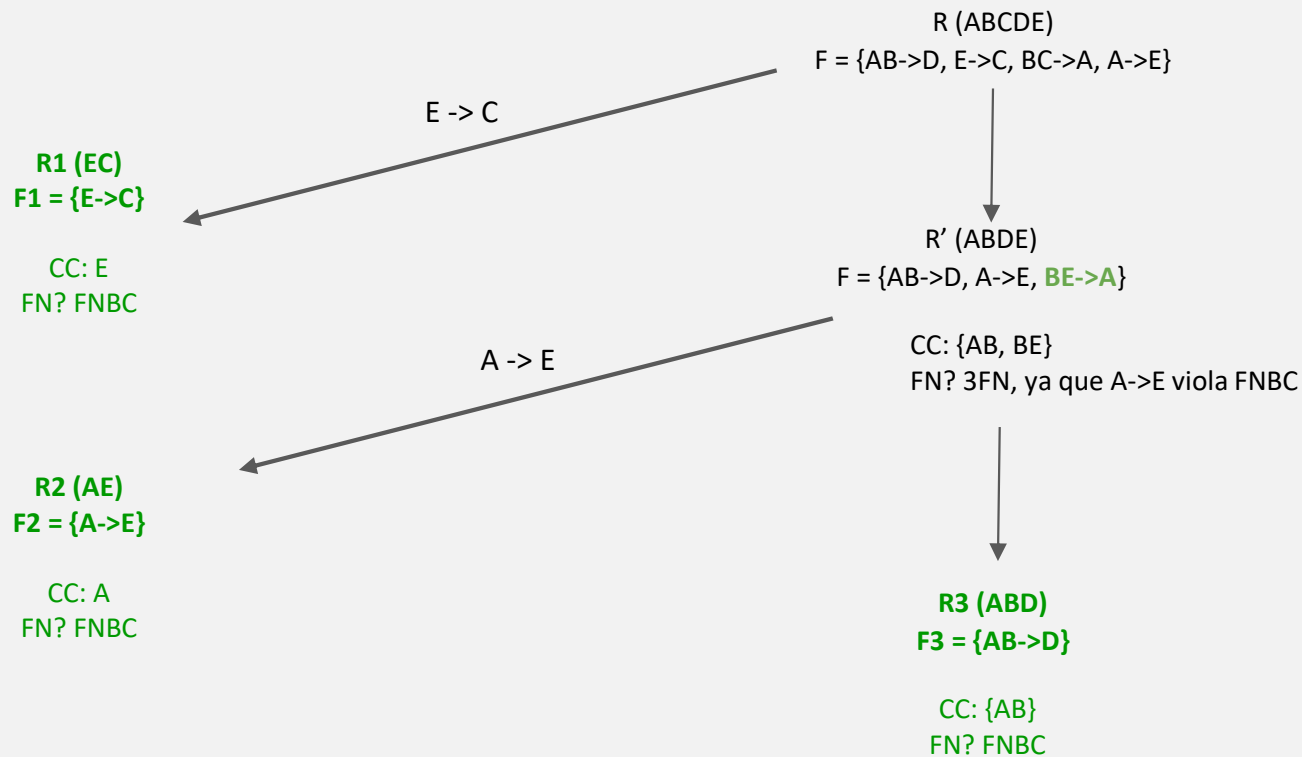 R (ABCDE)
F = {AB->D, E->C, BC->A, A->E}
E -> C
R1 (EC)
F1 = {E->C}
CC: E
FN? FNBC
R’ (ABDE)
F = {AB->D, A->E, BE->A}
CC: {AB, BE}
FN? 3FN, ya que A->E viola FNBC
A -> E
R2 (AE)
F2 = {A->E}
CC: A
FN? FNBC
R3 (ABD)
F3 = {AB->D}
CC: {AB}
FN? FNBC